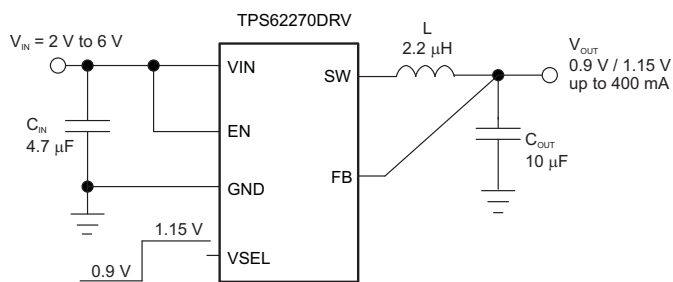 TPS62270DRV
V_IN = 2 V to 6 V
VIN
L
2.2 μH
V_OUT
0.9 V / 1.15 V
up to 400 mA
SW
C_IN
4.7 μF
EN
C_OUT
10 μF
GND
FB
1.15 V
VSEL
0.9 V